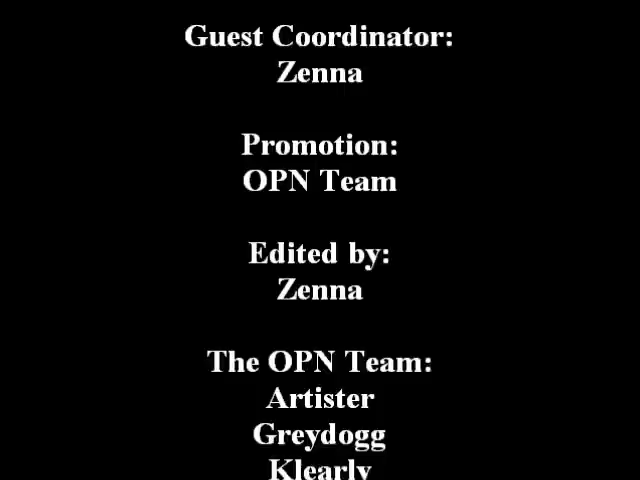 Guest Coordinator:
Zenna
Promotion:
OPN Team
Edited by:
Zenna
The OPN Team:
Artister
Greydogg
Klearly